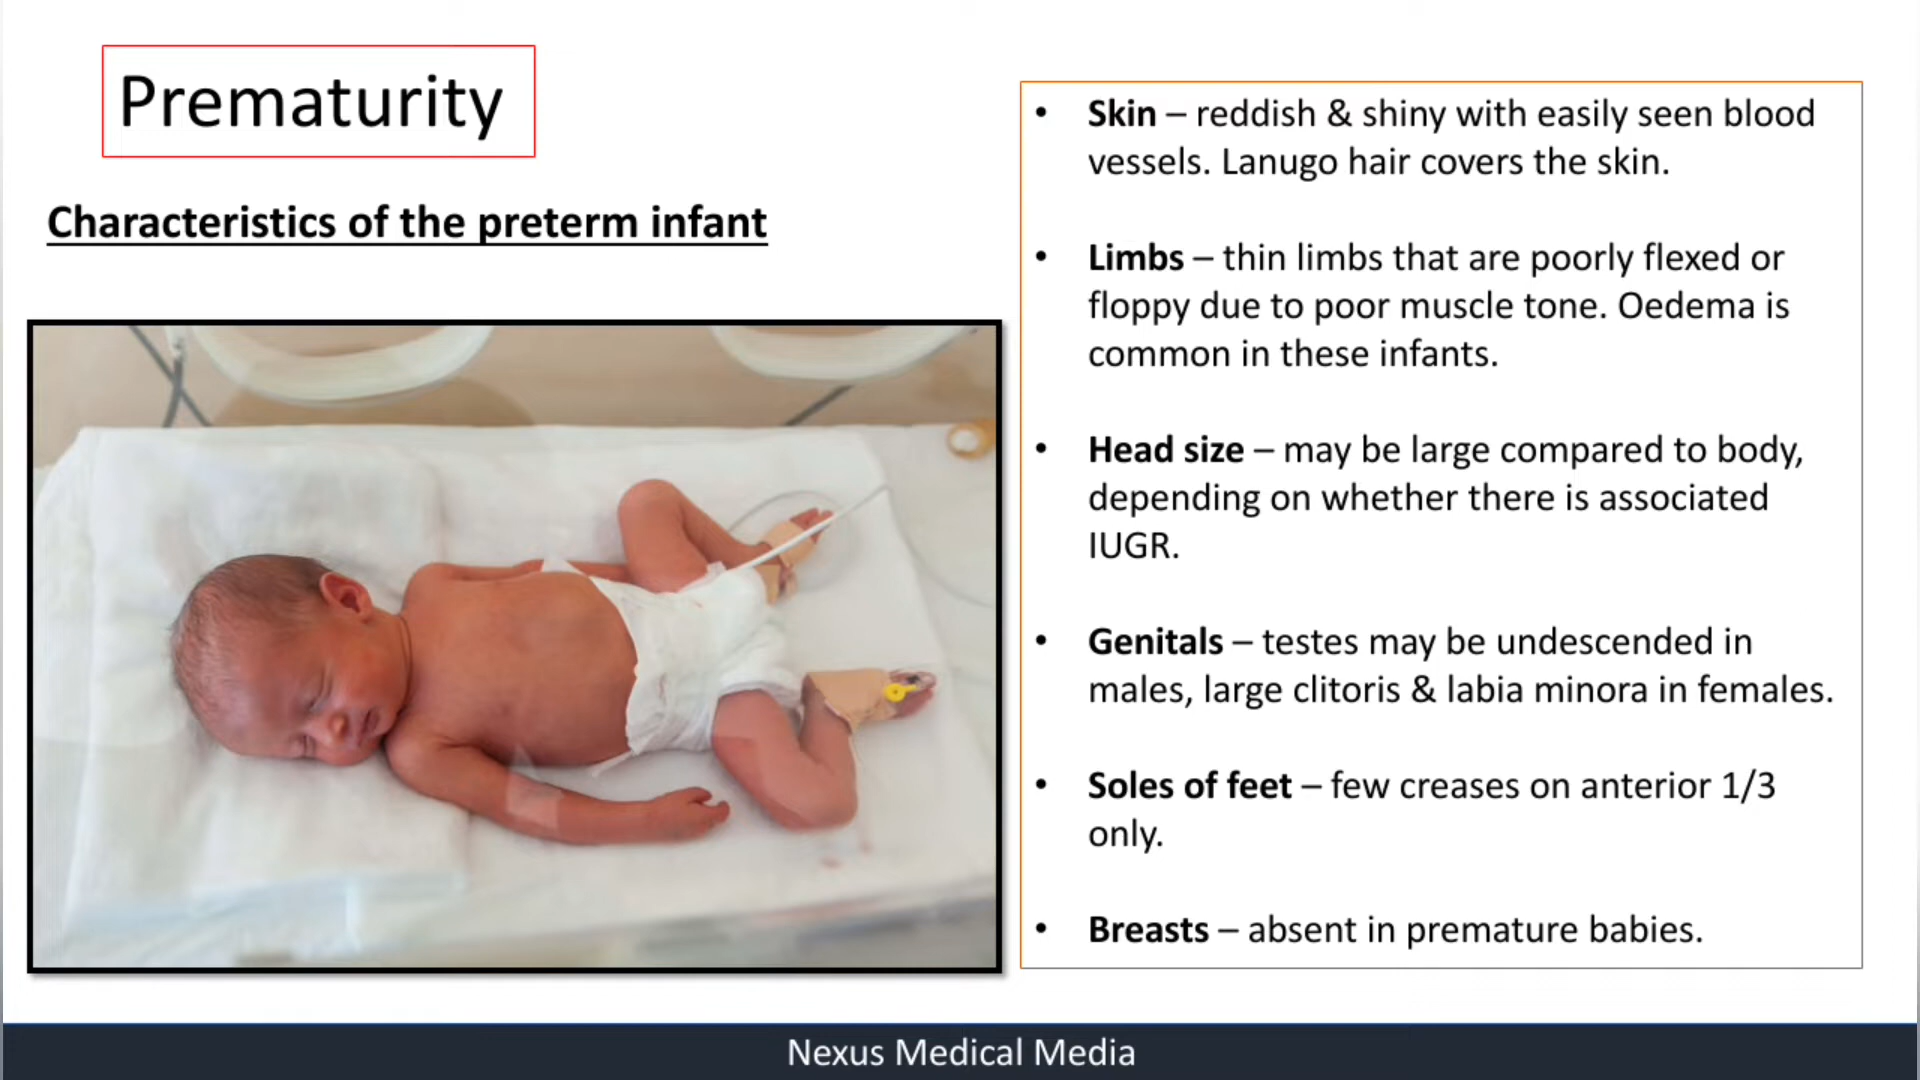 Prematurity
Characteristics of the preterm infant
• Skin – reddish & shiny with easily seen blood
vessels. Lanugo hair covers the skin.
• Limbs – thin limbs that are poorly flexed or
floppy due to poor muscle tone. Oedema is
common in these infants.
• Head size – may be large compared to body,
depending on whether there is associated
IUGR.
• Genitals – testes may be undescended in
males, large clitoris & labia minora in females.
• Soles of feet – few creases on anterior 1/3
only.
• Breasts – absent in premature babies.
Nexus Medical Media